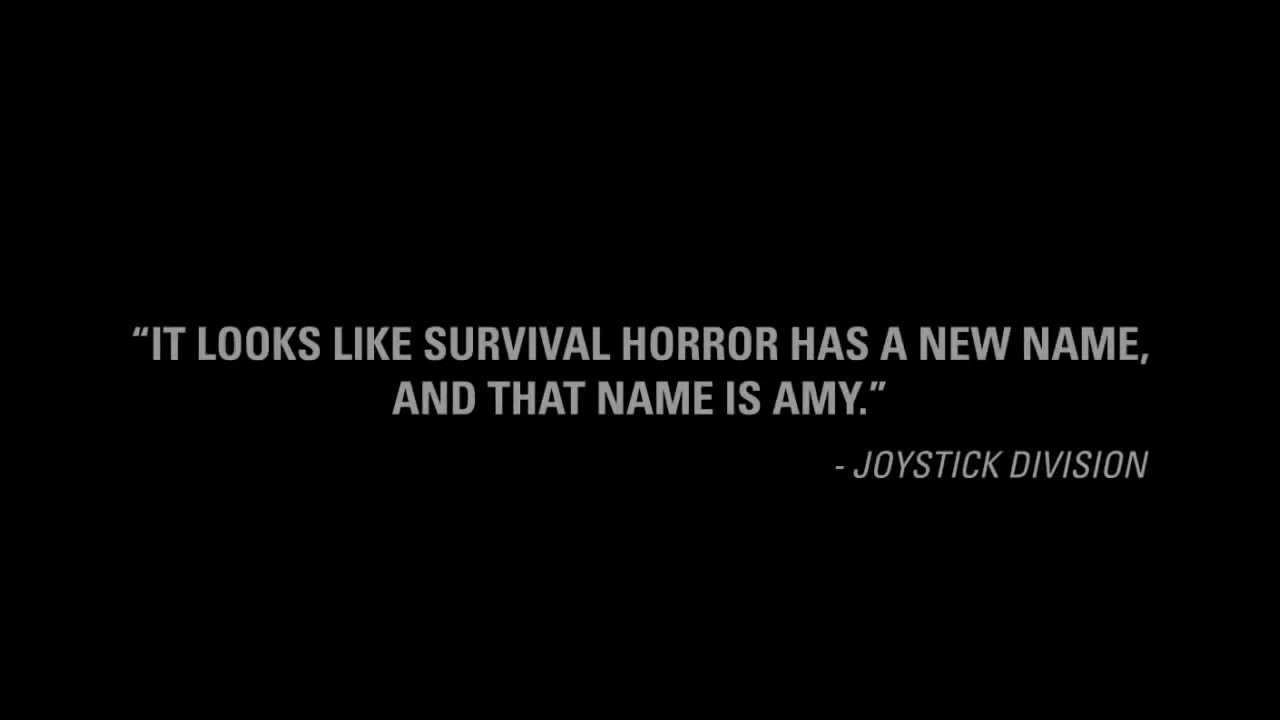 “IT LOOKS LIKE SURVIVAL HORROR HAS A NEW NAME,
AND THAT NAME IS AMY.”
- JOYSTICK DIVISION